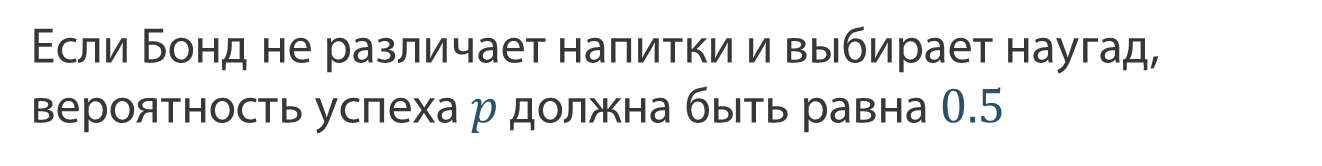 Если Бонд не различает напитки и выбирает наугад,
вероятность успеха p должна быть равна 0.5